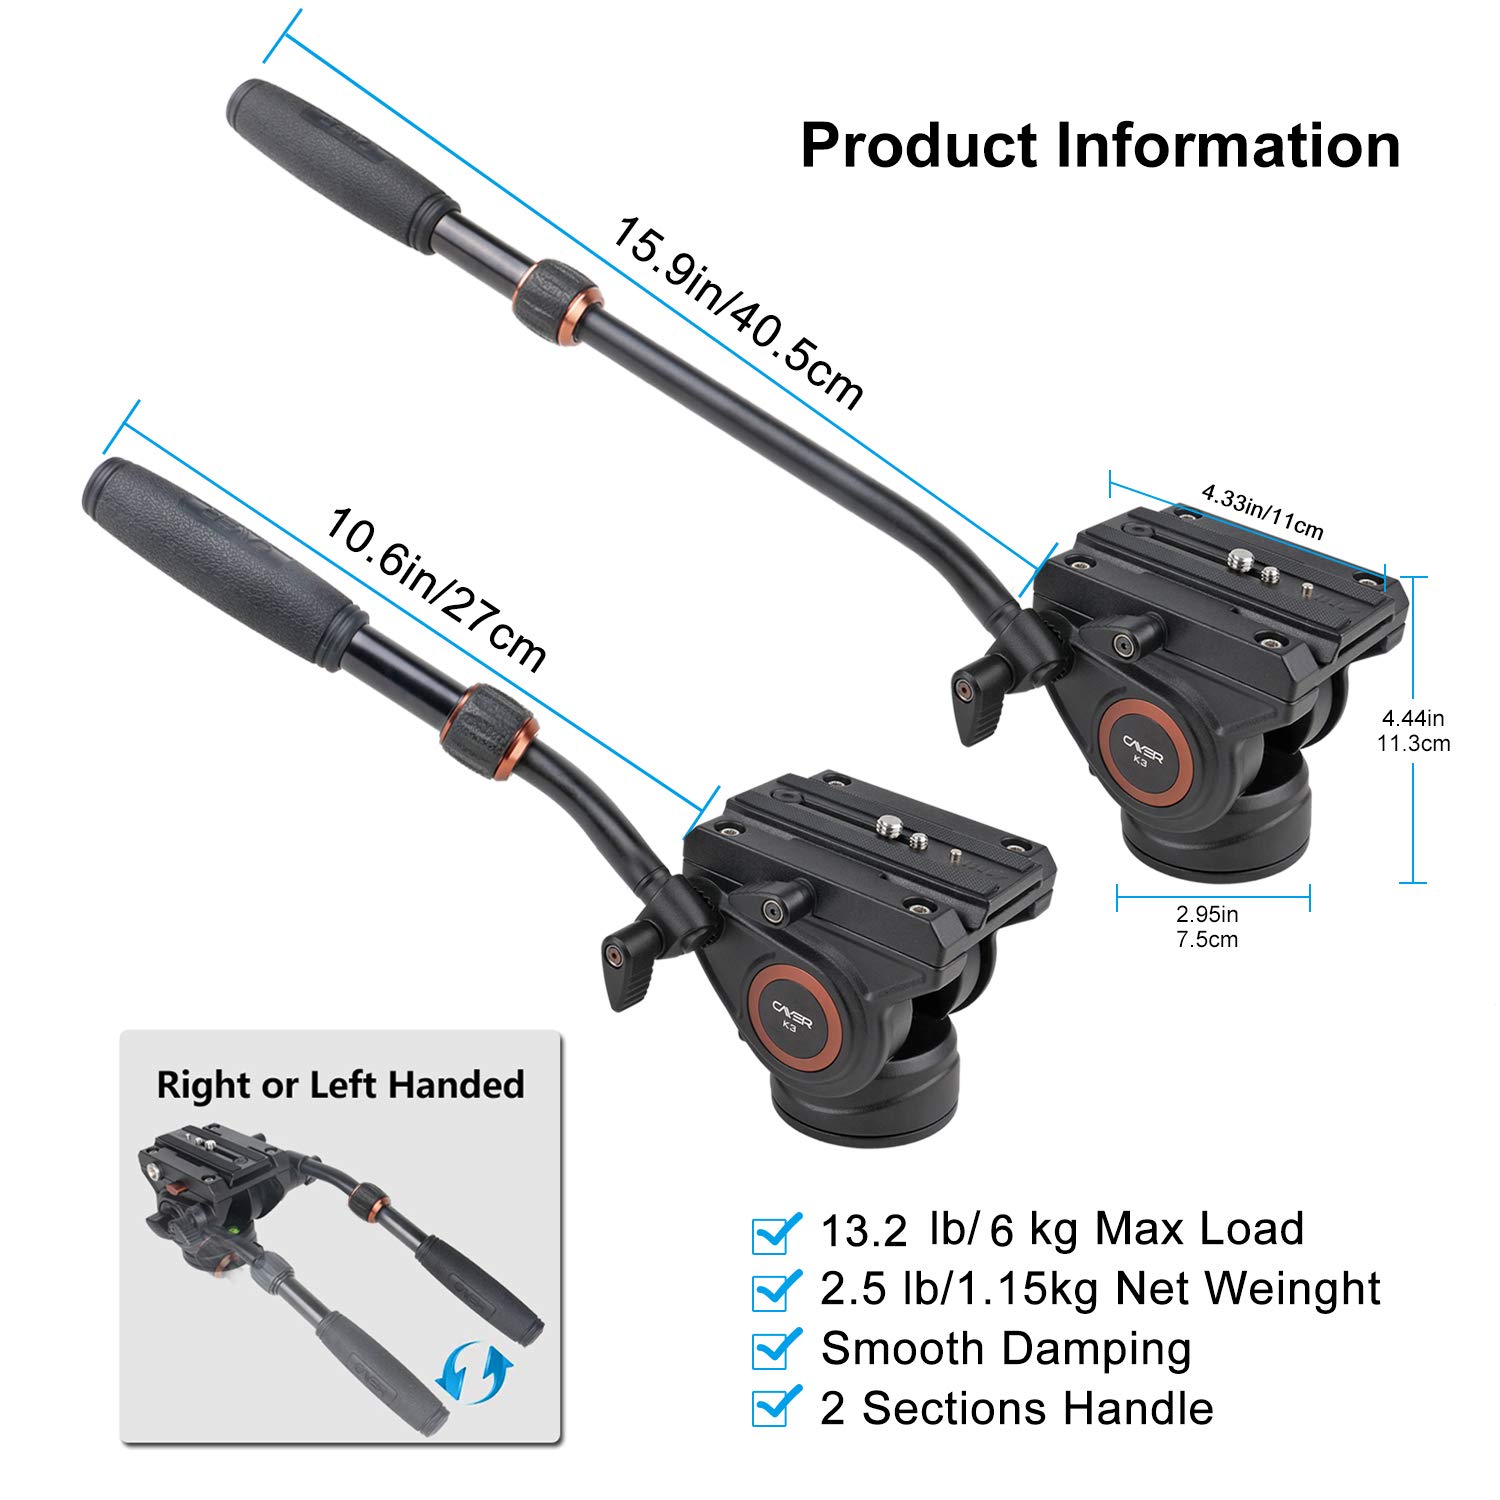 Product Information
15.9in/40.5cm
10.6in/27cm
4.33in/11cm
4.44in
11.3cm
CAYER
K3
2.95in
7.5cm
CAYER
K3
Right or Left Handed
13.2 lb/ 6 kg Max Load
2.5 lb/1.15kg Net Weinght
Smooth Damping
2 Sections Handle